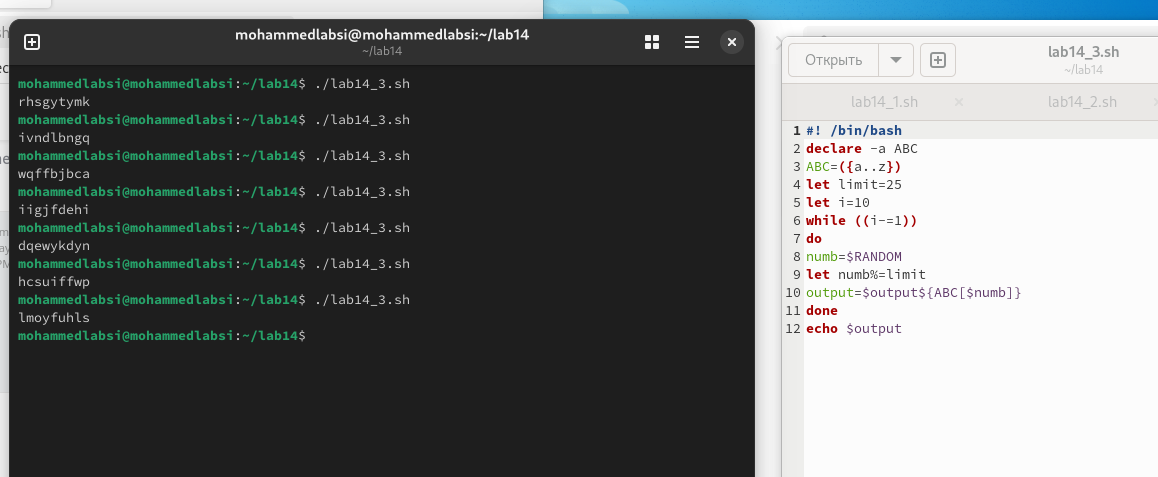 mohammedlabsi@mohammedlabsi:~/lab14
~/lab14
mohammedlabsi@mohammedlabsi:~/lab14$ ./lab14_3.sh
rhsgytymk
mohammedlabsi@mohammedlabsi:~/lab14$ ./lab14_3.sh
ivndlbngq
mohammedlabsi@mohammedlabsi:~/lab14$ ./lab14_3.sh
wqffbjbca
mohammedlabsi@mohammedlabsi:~/lab14$ ./lab14_3.sh
iigjfdehi
mohammedlabsi@mohammedlabsi:~/lab14$ ./lab14_3.sh
dqewykdyn
mohammedlabsi@mohammedlabsi:~/lab14$ ./lab14_3.sh
hcsuiffwp
mohammedlabsi@mohammedlabsi:~/lab14$ ./lab14_3.sh
lmoyfuhls
mohammedlabsi@mohammedlabsi:~/lab14$
Открыть
lab14_3.sh
~/lab14
lab14_1.sh
lab14_2.sh
1 #! /bin/bash
2 declare -a ABC
3 ABC=({a..z})
4 let limit=25
5 let i=10
6 while ((i-=1))
7 do
8 numb=$RANDOM
9 let numb%=limit
10 output=$output${ABC[$numb]}
11 done
12 echo $output